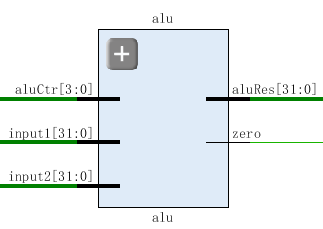 alu
aluCtr[3:0]
aluRes[31:0]
input1[31:0]
zero
input2[31:0]
alu